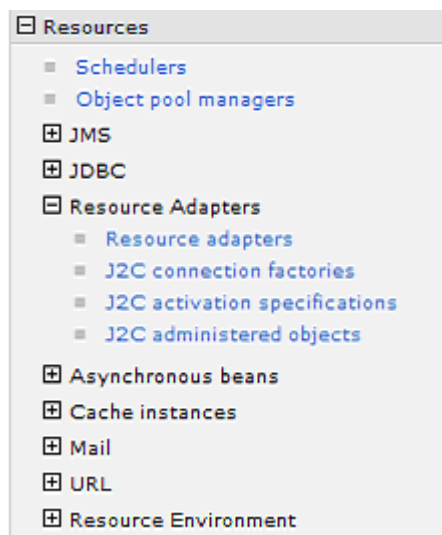 Resources
Schedulers
Object pool managers
JMS
JDBC
Resource Adapters
Resource adapters
J2C connection factories
J2C activation specifications
J2C administered objects
Asynchronous beans
Cache instances
Mail
URL
Resource Environment